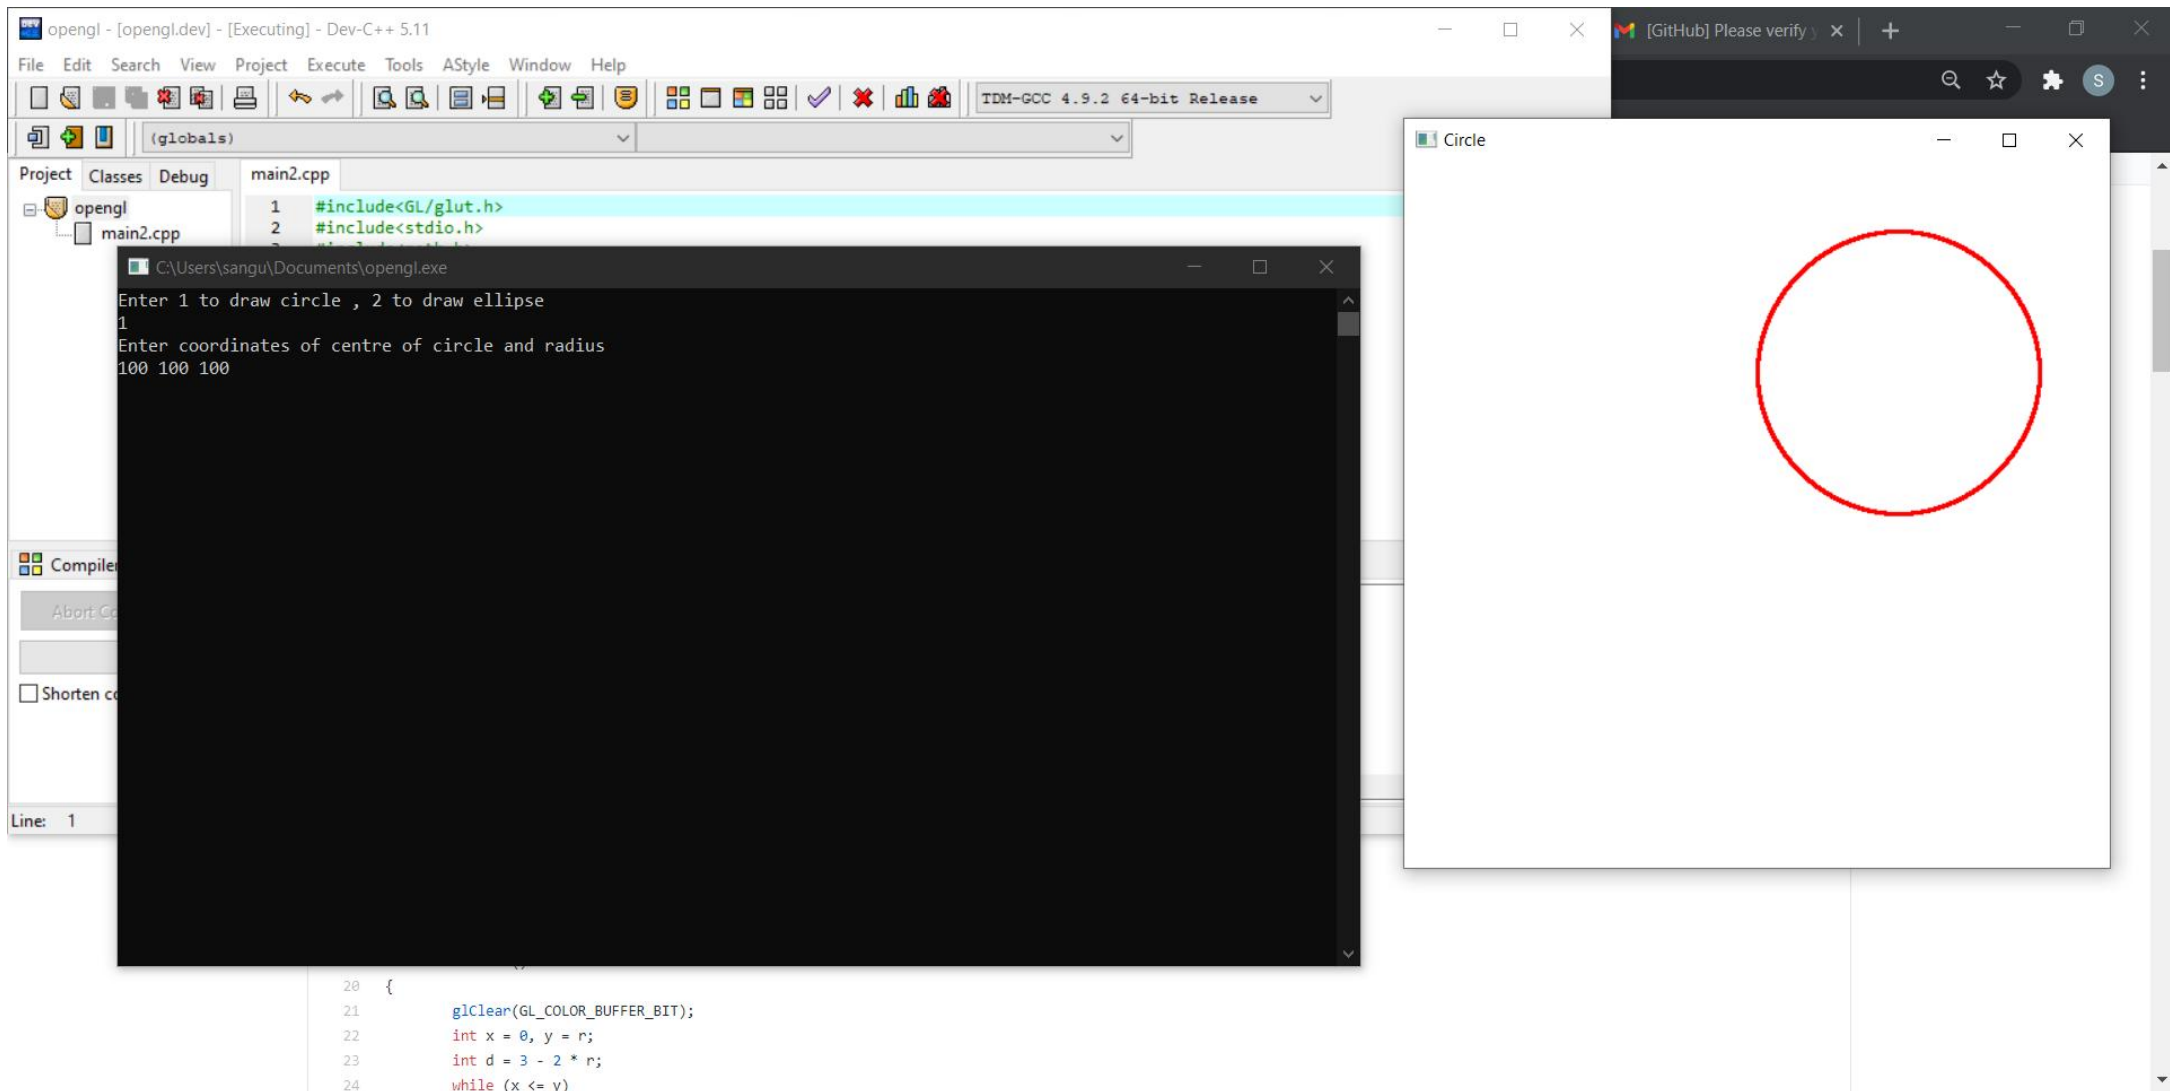 opengl - [opengl.dev] - [Executing] - Dev-C++ 5.11
[GitHub] Please verify
File Edit Search View Project Execute Tools AStyle Window Help
S
TDM-GCC 4.9.2 64-bit Release
(globals)
Circle
Project Classes Debug
main2.cpp
opengl
main2.cpp
1 #include<GL/glut.h>
2 #include<stdio.h>
C:\Users\sangu\Documents\opengl.exe
Enter 1 to draw circle , 2 to draw ellipse
1
Enter coordinates of centre of circle and radius
100 100 100
Compiler
Abort
Shorten
Line: 1
20 {
21 glClear(GL_COLOR_BUFFER_BIT);
22 int x = 0, y = r;
23 int d = 3 - 2 * r;
24 while (x <= y)